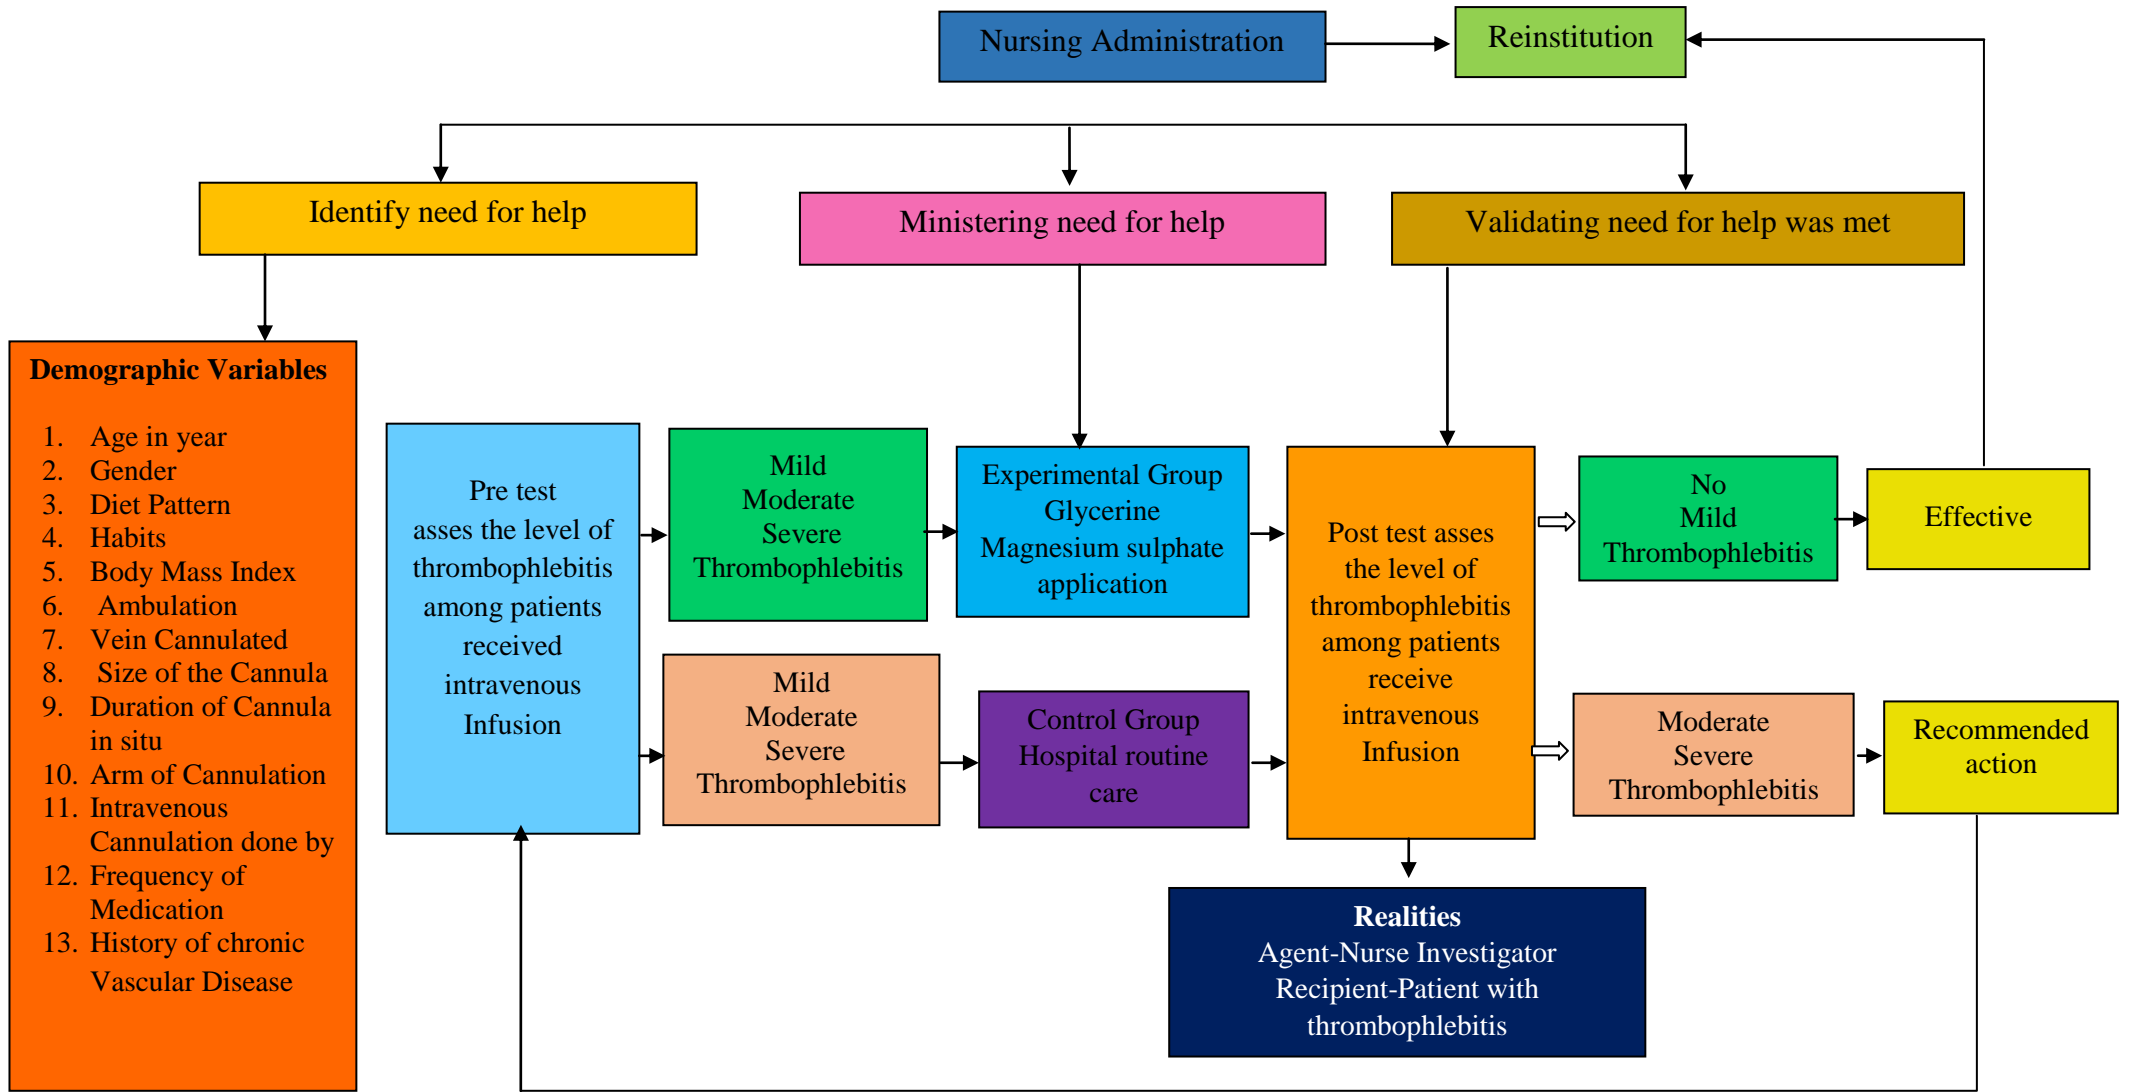 Nursing Administration
Reinstitution
Identify need for help
Ministering need for help
Validating need for help was met
Demographic Variables
1. Age in year
2. Gender
3. Diet Pattern
4. Habits
5. Body Mass Index
6. Ambulation
7. Vein Cannulated
8. Size of the Cannula
9. Duration of Cannula
in situ
10. Arm of Cannulation
11. Intravenous
Cannulation done by
12. Frequency of
Medication
13. History of chronic
Vascular Disease
Pre test
asses the level of
thrombophlebitis
among patients
received
intravenous
Infusion
Mild
Moderate
Severe
Thrombophlebitis
Mild
Moderate
Severe
Thrombophlebitis
Experimental Group
Glycerine
Magnesium sulphate
application
Control Group
Hospital routine
care
Post test asses
the level of
thrombophlebitis
among patients
receive
intravenous
Infusion
No
Mild
Thrombophlebitis
Effective
Moderate
Severe
Thrombophlebitis
Recommended
action
Realities
Agent-Nurse Investigator
Recipient-Patient with
thrombophlebitis